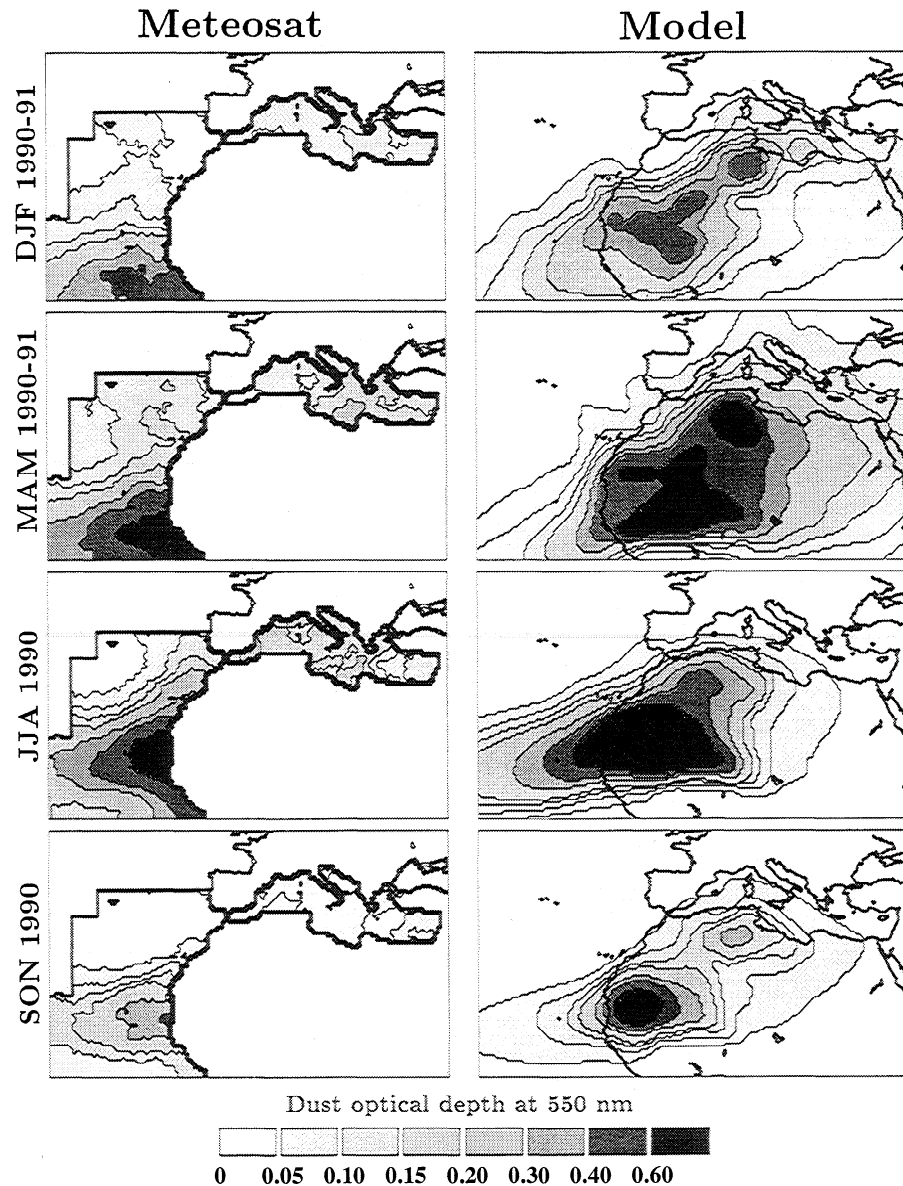 Meteosat
Model
DJF 1990-91
MAM 1990-91
JJA 1990
SON 1990
Dust optical depth at 550 nm
0 0.05 0.10 0.15 0.20 0.30 0.40 0.60